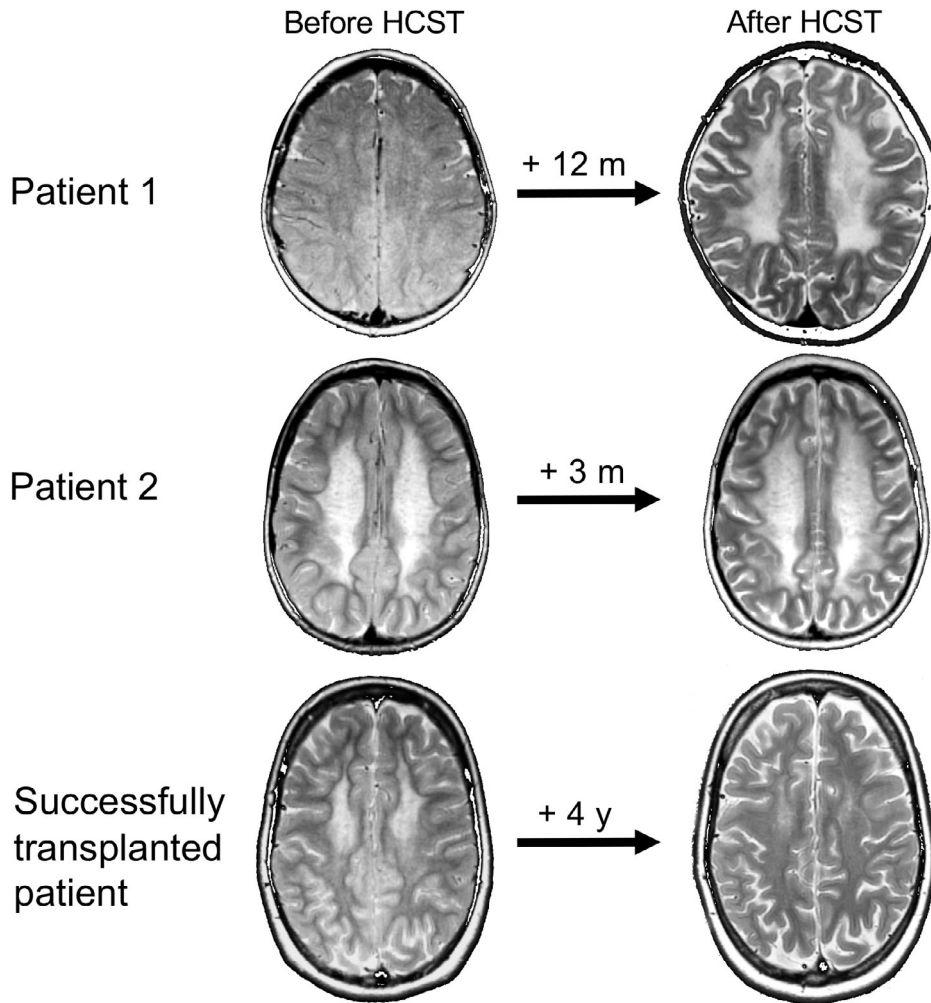 Before HCST
After HCST
Patient 1
+ 12 m
Patient 2
+ 3 m
Successfully
transplanted
patient
+ 4 y